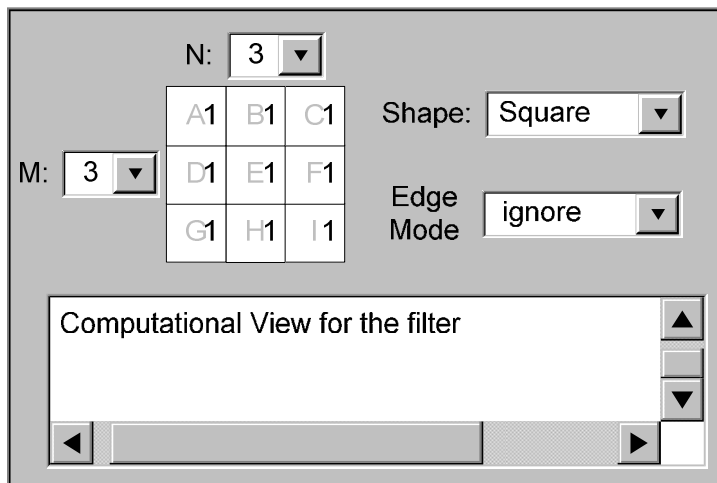 N: 3
A1 B1 C1
Shape: Square
M: 3
D1 E1 F1
Edge
Mode
ignore
G1 H1 I1
Computational View for the filter